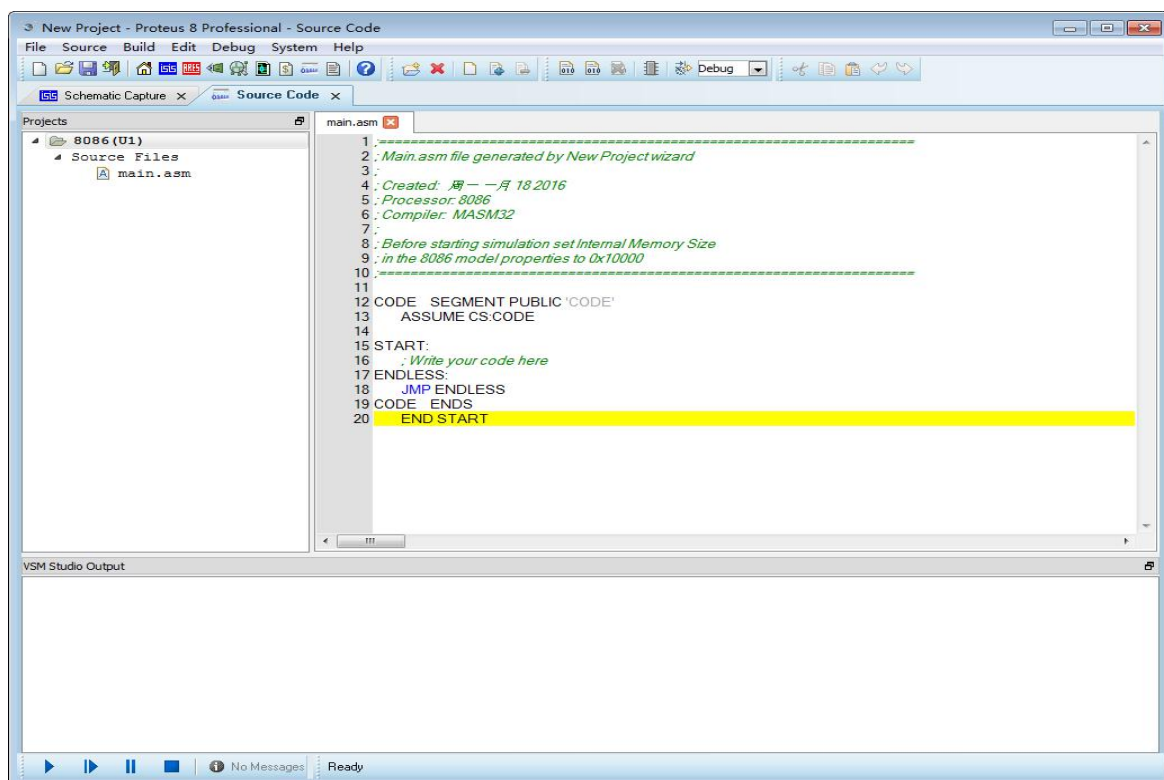 New Project - Proteus 8 Professional - Source Code
File Source Build Edit Debug System Help
Debug
Schematic Capture Source Code
Projects
8086(U1)
Source Files
main.asm
main.asm
1 ;======================================================================
2 ; Main.asm file generated by New Project wizard
3 ;
4 ; Created: 周一 一月 18 2016
5 ; Processor: 8086
6 ; Compiler: MASM32
7 ;
8 ; Before starting simulation set Internal Memory Size
9 ; in the 8086 model properties to 0x10000
10 ;======================================================================
11
12 CODE SEGMENT PUBLIC 'CODE'
13 ASSUME CS:CODE
14
15 START:
16 ; Write your code here
17 ENDLESS:
18 JMP ENDLESS
19 CODE ENDS
20 END START
VSM Studio Output
No Messages Ready